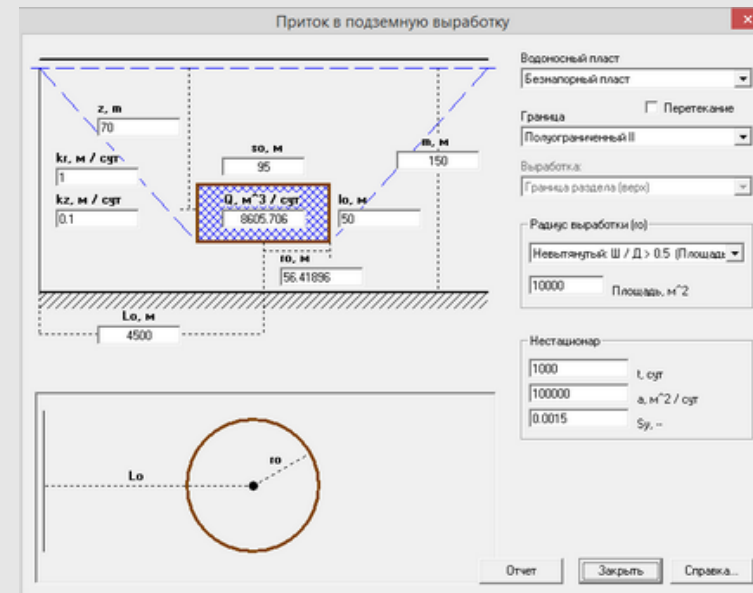 Приток в подземную выработку
z, m
70
kr, м / сут
1
kz, м / сут
0.1
so, м
95
m, м
150
Q, м^3 / сут
8605.706
lo, м
50
ro, м
56.41896
Lo, м
4500
Водоносный пласт
Безнапорный пласт
Перетекание
Граница
Полуограниченный II
Выработка:
Граница раздела (верх)
Радиус выработки (ro)
Невытянутый: Ш / Д > 0.5 (Площадь
10000
Площадь, м^2
Нестационар
1000
t, сут
100000
a, м^2 / сут
0.0015
Sy, --
Lo
ro
Отчет
Закрыть
Справка...